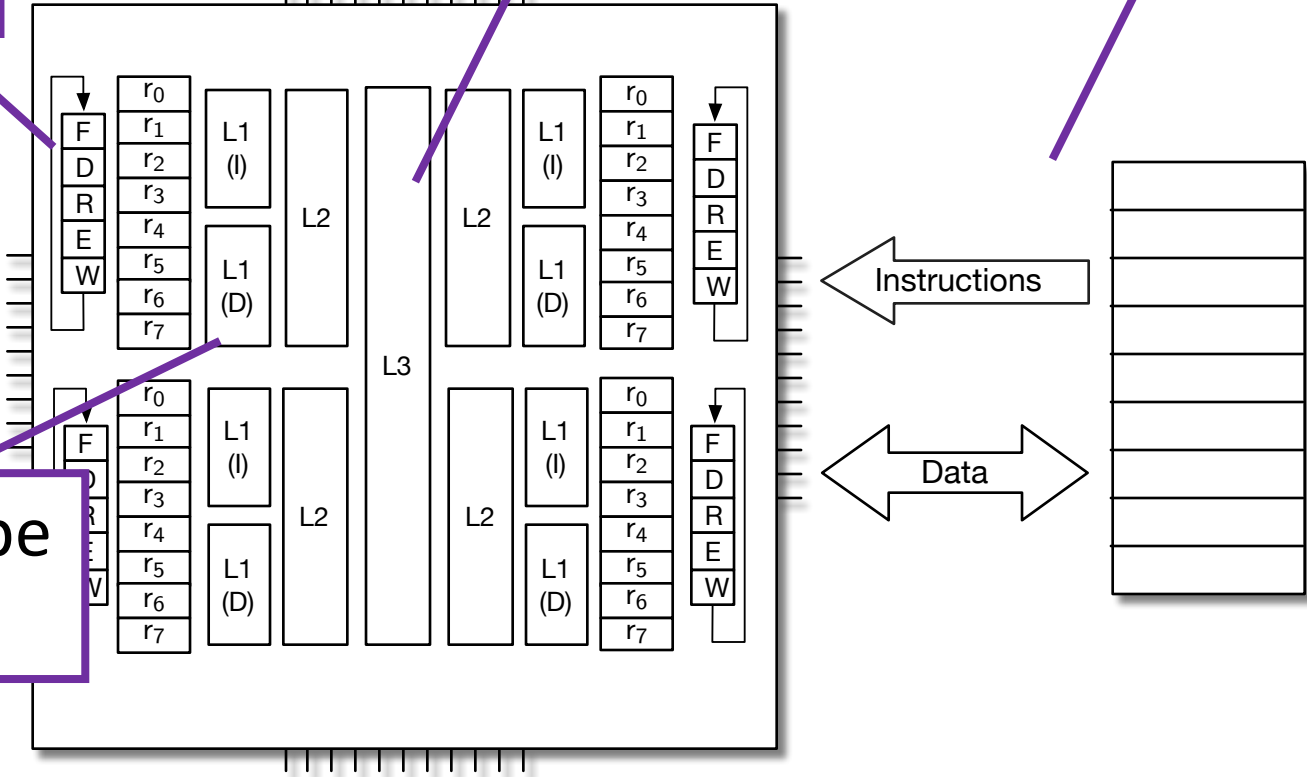 r0
r1
r2
r3
r4
r5
r6
r7
F
D
R
E
W
L1
(I)
L1
(D)
L2
L3
L2
L1
(I)
L1
(D)
r0
r1
r2
r3
r4
r5
r6
r7
F
D
R
E
W
Instructions
r0
r1
r2
r3
r4
r5
r6
r7
F
L1
(I)
L1
(D)
L2
L2
L1
(I)
L1
(D)
r0
r1
r2
r3
r4
r5
r6
r7
F
D
R
E
W
Data